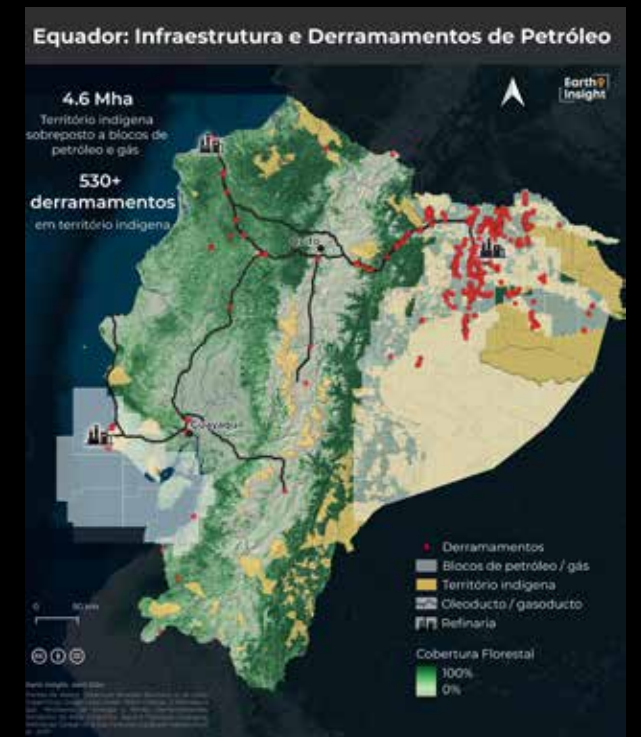 Equador: Infraestrutura e Derramamentos de Petróleo
Earth
Insight
4.6 Mha
Território indígena
sobreposto a blocos de
petróleo e gás
530+
derramamentos
em território indígena
Quito
Guayaquil
Derramamentos
Blocos de petróleo / gás
Território indígena
Oleoducto / gasoducto
Refinaria
Cobertura Florestal
100%
0%
0
50 km